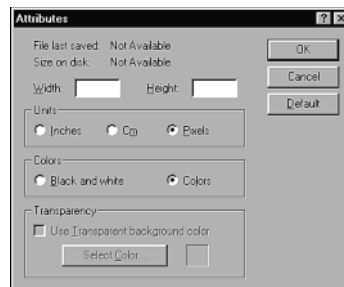 Attributes
File last saved: Not Available
Size on disk: Not Available
Width: Height:
Units
Inches Cm Pixels
Colors
Black and white Colors
Transparency
Use Transparent background color
Select Color...
OK
Cancel
Default